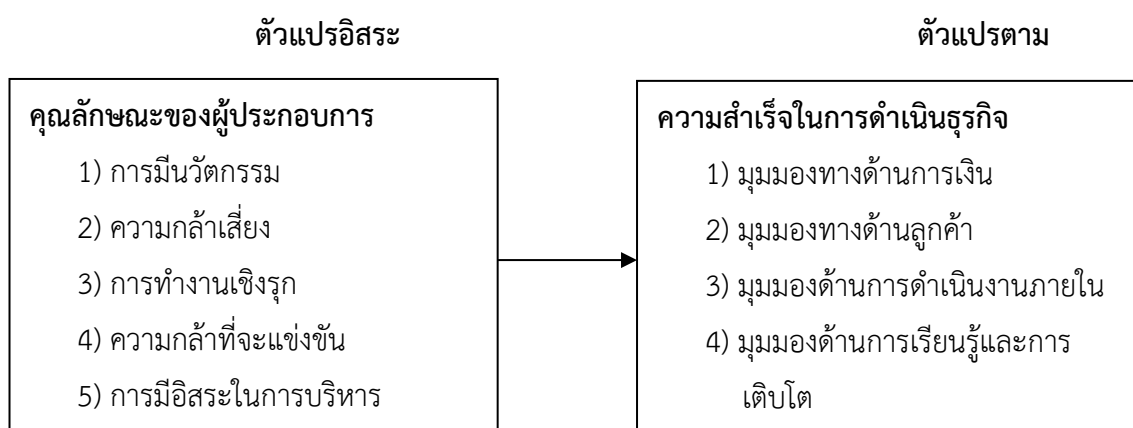 ตัวแปรอิสระ
ตัวแปรตาม
คุณลักษณะของผู้ประกอบการ
1) การมีนวัตกรรม
2) ความกล้าเสี่ยง
3) การทำงานเชิงรุก
4) ความกล้าที่จะแข่งขัน
5) การมีอิสระในการบริหาร
ความสำเร็จในการดำเนินธุรกิจ
1) มุมมองทางด้านการเงิน
2) มุมมองทางด้านลูกค้า
3) มุมมองด้านการดำเนินงานภายใน
4) มุมมองด้านการเรียนรู้และการ
เติบโต